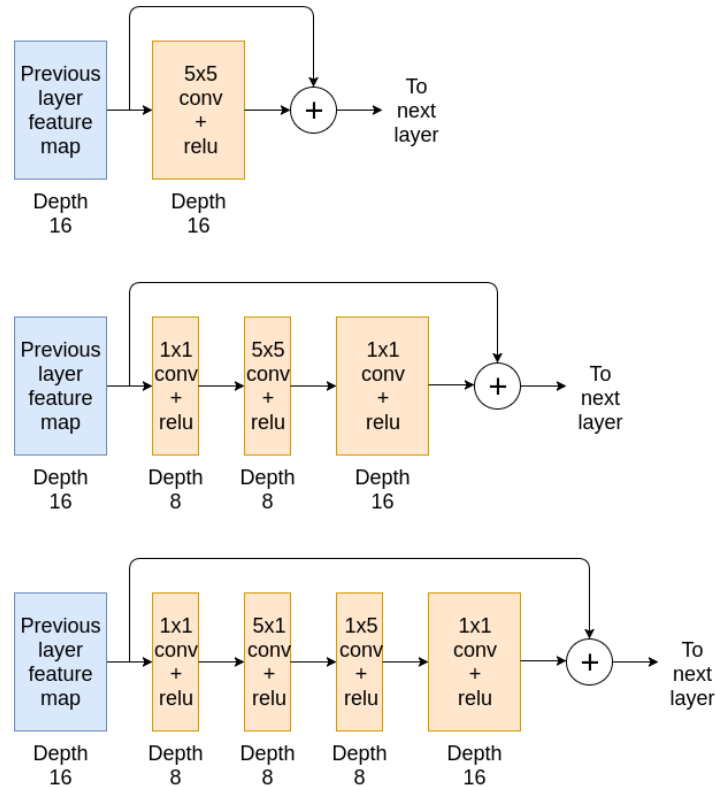 Previous
layer
feature
map
5x5
conv
+
relu
+
To
next
layer
Depth
16
Depth
16
Previous
layer
feature
map
1x1
conv
+
relu
5x5
conv
+
relu
1x1
conv
+
relu
+
To
next
layer
Depth
16
Depth
8
Depth
8
Depth
16
Previous
layer
feature
map
1x1
conv
+
relu
5x1
conv
+
relu
1x5
conv
+
relu
1x1
conv
+
relu
+
To
next
layer
Depth
16
Depth
8
Depth
8
Depth
8
Depth
16